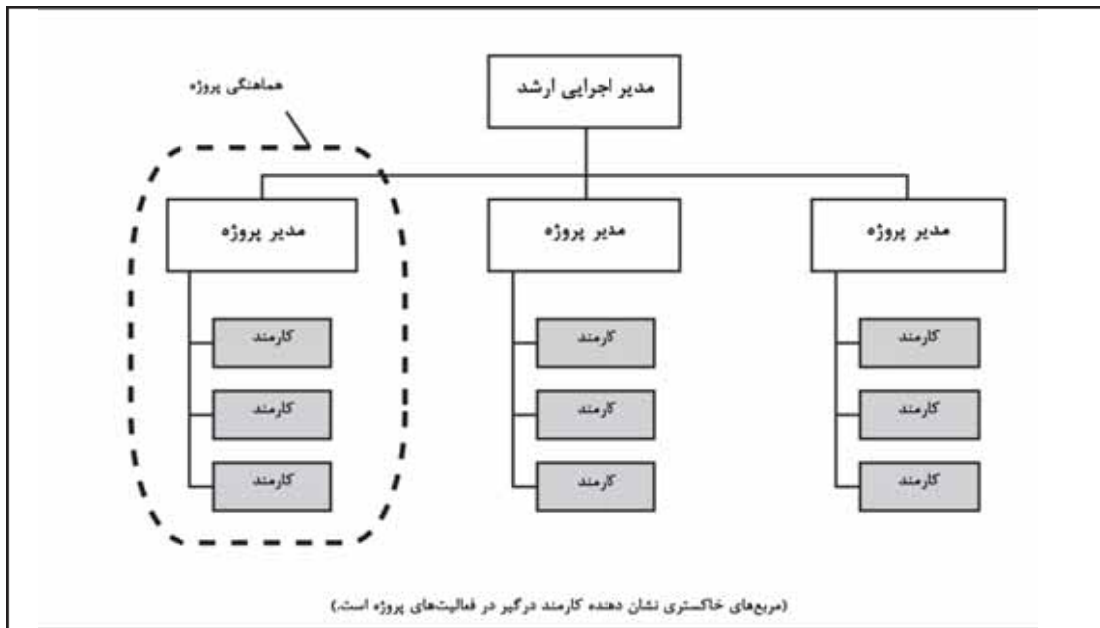 مدیر اجرایی ارشد
هماهنگی پروژه
مدیر پروژه
مدیر پروژه
مدیر پروژه
کارمند
کارمند
کارمند
کارمند
کارمند
کارمند
کارمند
کارمند
کارمند
(مربع‌های خاکستری نشان دهنده کارمند درگیر در فعالیت‌های پروژه است.)